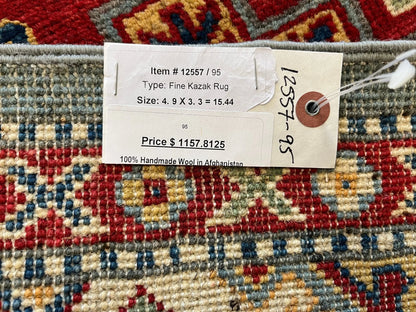 Item # 12557 / 95
Type: Fine Kazak Rug
Size: 4. 9 X 3. 3 = 15.44
95
Price $ 1157.8125
100% Handmade Wool in Afghanistan
12557-95